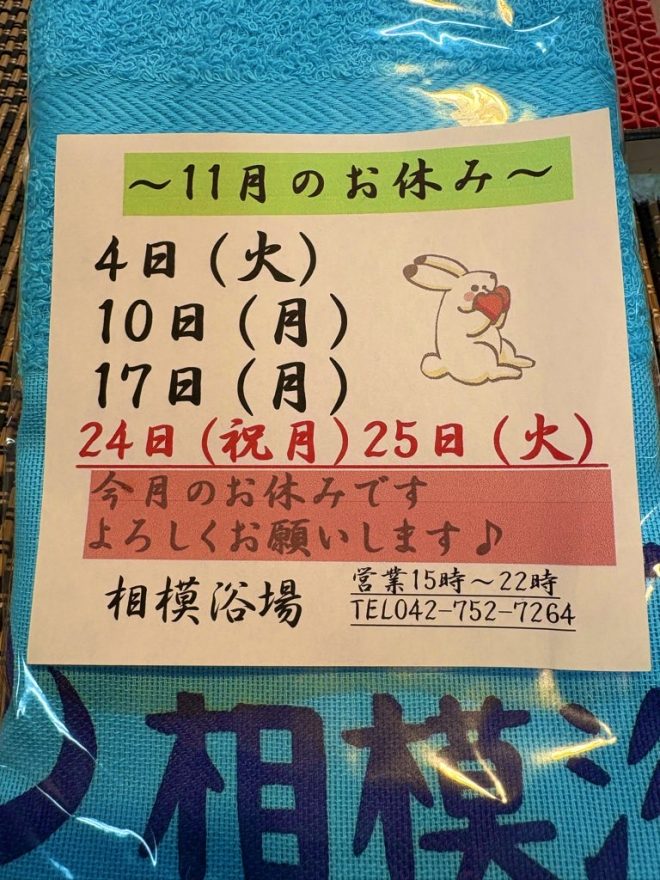 ～11月のお休み～
4日（火）
10日（月）
17日（月）
24日（祝月）25日（火）
今月のお休みです
よろしくお願いします♪
相模浴場
営業15時～22時
TEL042-752-7264
相模浴